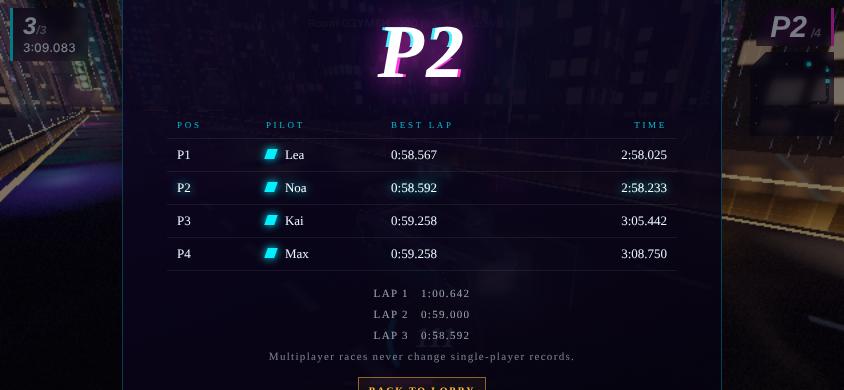 3/3
3:09.083
P2
P2 /4
POS PILOT BEST LAP TIME
P1 Lea 0:58.567 2:58.025
P2 Noa 0:58.592 2:58.233
P3 Kai 0:59.258 3:05.442
P4 Max 0:59.258 3:08.750
LAP 1 1:00.642
LAP 2 0:59.000
LAP 3 0:58.592
Multiplayer races never change single-player records.
BACK TO LOBBY